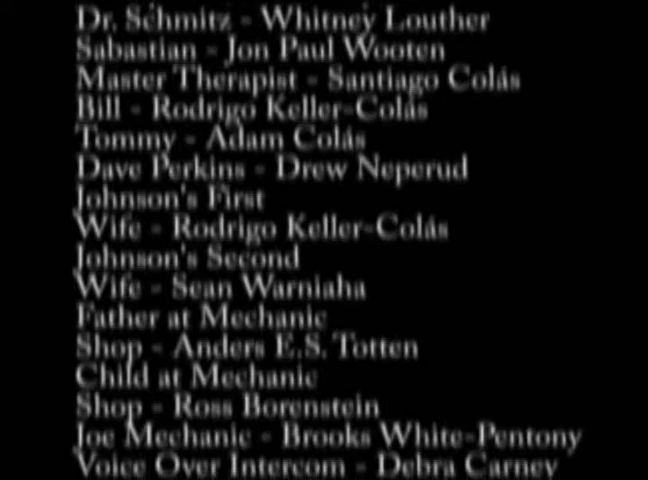 Dr. Schmitz - Whitney Louther
Sabastian - Jon Paul Wooten
Master Therapist - Santiago Colás
Bill - Rodrigo Keller-Colás
Tommy - Adam Colás
Dave Perkins - Drew Neperud
Johnson's First
Wife - Rodrigo Keller-Colás
Johnson's Second
Wife - Sean Warniaha
Father at Mechanic
Shop - Anders E.S. Totten
Child at Mechanic
Shop - Ross Borenstein
Joe Mechanic - Brooks White-Pentony
Voice Over Intercom - Debra Carney